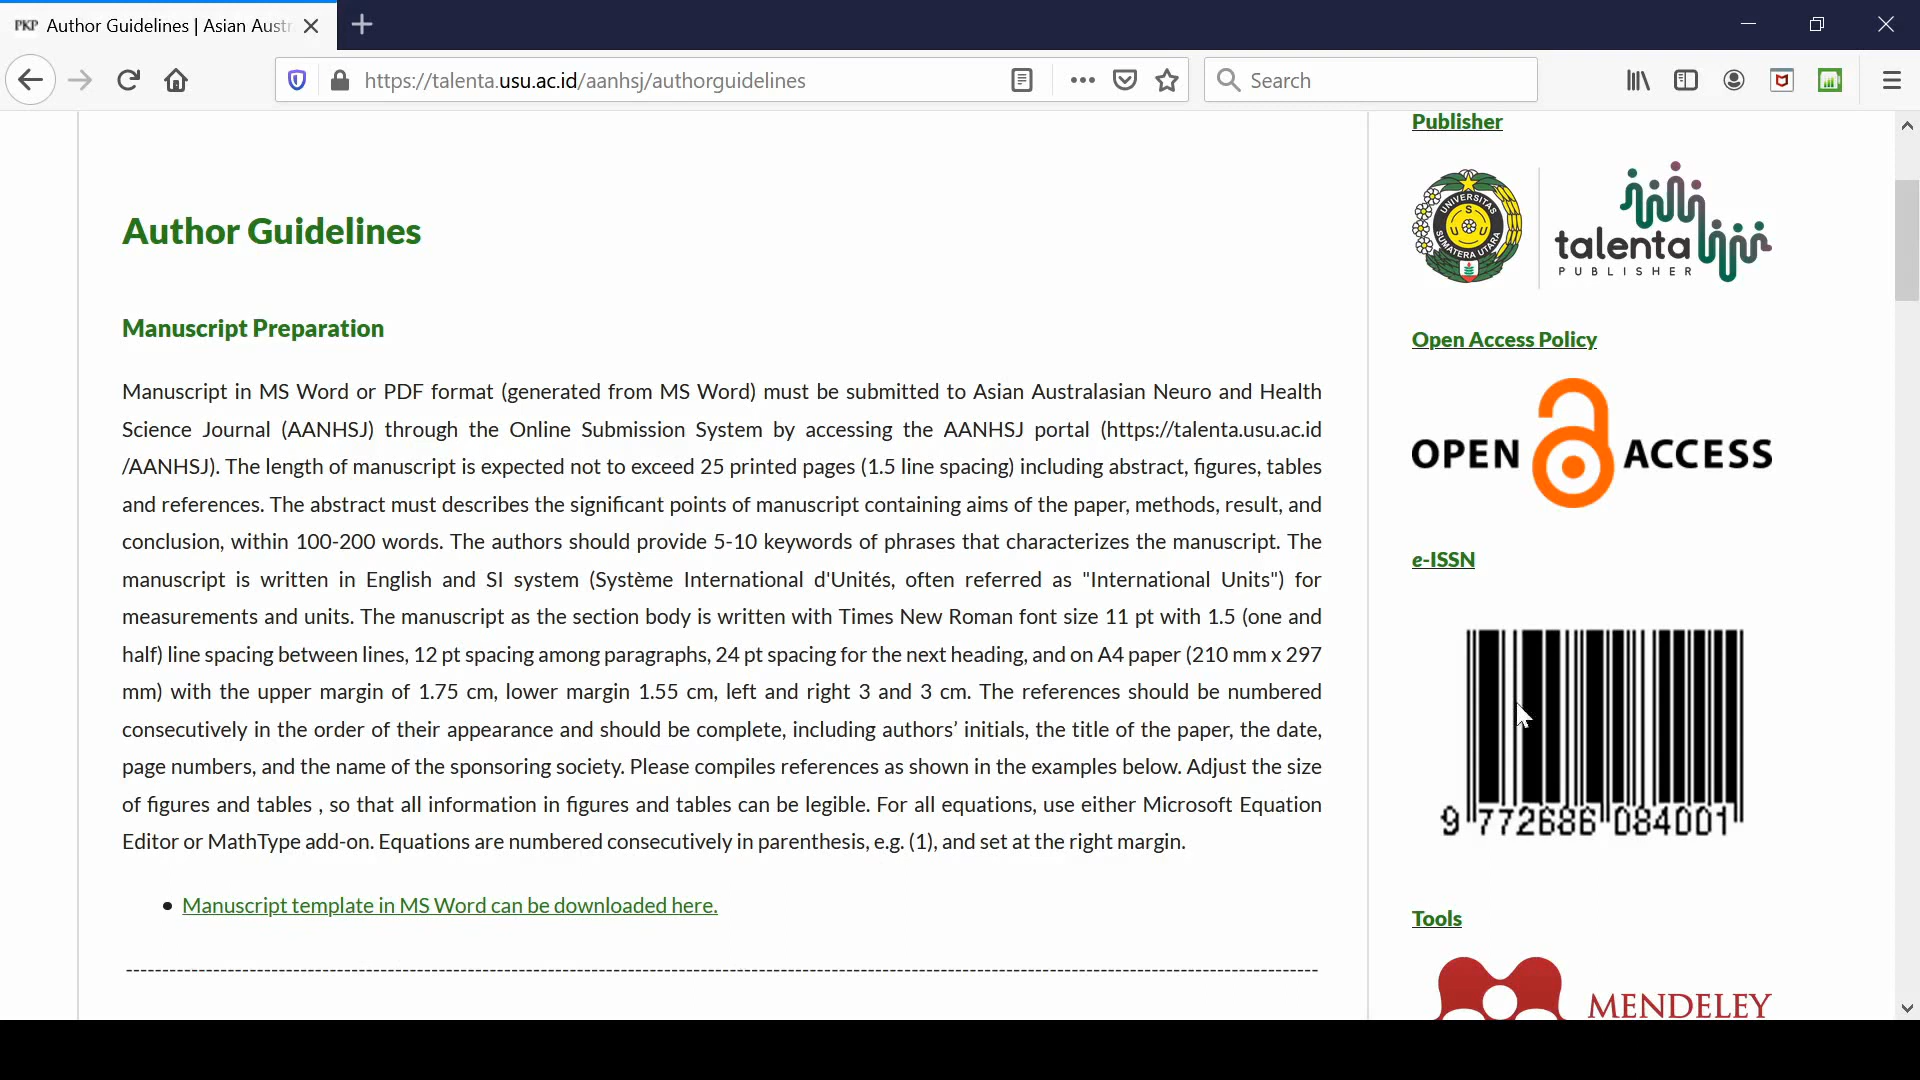 PKP Author Guidelines | Asian Austr
https://talenta.usu.ac.id/aanhsj/authorguidelines
Search
Author Guidelines
Manuscript Preparation
Manuscript in MS Word or PDF format (generated from MS Word) must be submitted to Asian Australasian Neuro and Health
Science Journal (AANHSJ) through the Online Submission System by accessing the AANHSJ portal (https://talenta.usu.ac.id
/AANHSJ). The length of manuscript is expected not to exceed 25 printed pages (1.5 line spacing) including abstract, figures, tables
and references. The abstract must describes the significant points of manuscript containing aims of the paper, methods, result, and
conclusion, within 100-200 words. The authors should provide 5-10 keywords of phrases that characterizes the manuscript. The
manuscript is written in English and SI system (Système International d'Unités, often referred as "International Units") for
measurements and units. The manuscript as the section body is written with Times New Roman font size 11 pt with 1.5 (one and
half) line spacing between lines, 12 pt spacing among paragraphs, 24 pt spacing for the next heading, and on A4 paper (210 mm x 297
mm) with the upper margin of 1.75 cm, lower margin 1.55 cm, left and right 3 and 3 cm. The references should be numbered
consecutively in the order of their appearance and should be complete, including authors’ initials, the title of the paper, the date,
page numbers, and the name of the sponsoring society. Please compiles references as shown in the examples below. Adjust the size
of figures and tables , so that all information in figures and tables can be legible. For all equations, use either Microsoft Equation
Editor or MathType add-on. Equations are numbered consecutively in parenthesis, e.g. (1), and set at the right margin.
Manuscript template in MS Word can be downloaded here.
Publisher
UNIVERSITAS
S
U U
SUMATERA UTARA
talenta
PUBLISHER
Open Access Policy
OPEN ACCESS
e-ISSN
9 772686 084001
Tools
MENDELEY